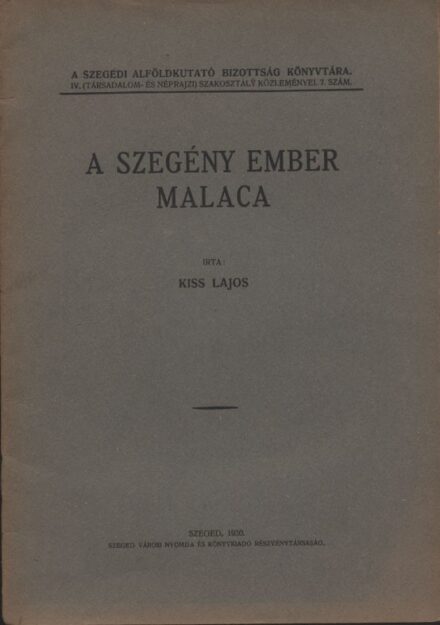 A SZEGEDI ALFÖLDKUTATÓ BIZOTTSÁG KÖNYVTÁRA.
IV. (TÁRSADALOM- ÉS NÉPRAJZI) SZAKOSZTÁLY KÖZLEMÉNYEI. 7. SZÁM.
A SZEGÉNY EMBER
MALACA
IRTA:
KISS LAJOS
SZEGED, 1930.
SZEGED VÁROSI NYOMDA ÉS KÖNYVKIADÓ RÉSZVÉNYTÁRSASÁG.